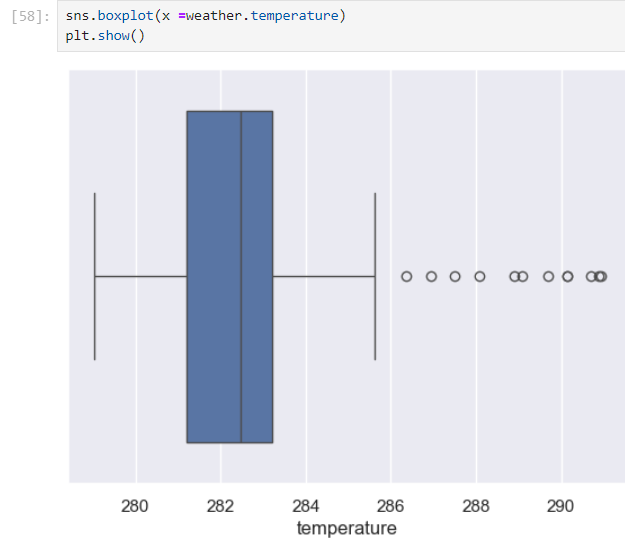 [58]: sns.boxplot(x =weather.temperature)
plt.show()
280 282 284 286 288 290
temperature